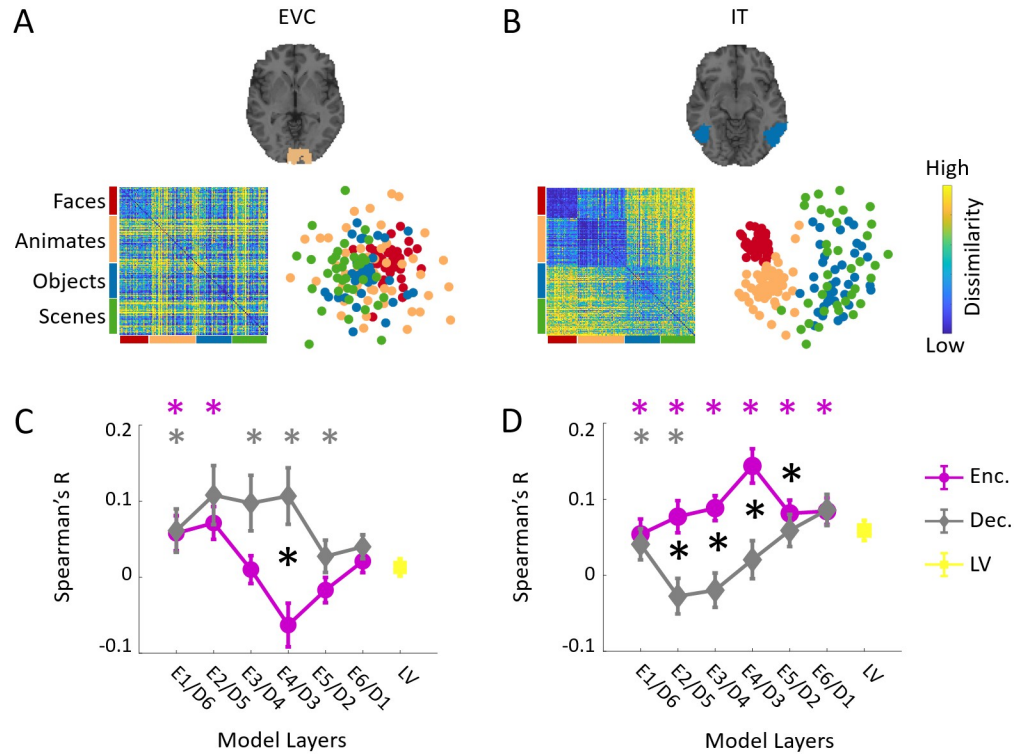 A
EVC
B
IT
Faces
Animates
Objects
Scenes
High
Dissimilarity
Low
C
* *
* * * *
0.2
0.1
0
-0.1
Spearman's R
*
E1/D6
E2/D5
E3/D4
E4/D3
E5/D2
E6/D1
LV
Model Layers
D
* * * * * *
* *
0.2
0.1
0
-0.1
Spearman's R
* * * *
E1/D6
E2/D5
E3/D4
E4/D3
E5/D2
E6/D1
LV
Model Layers
Enc.
Dec.
LV